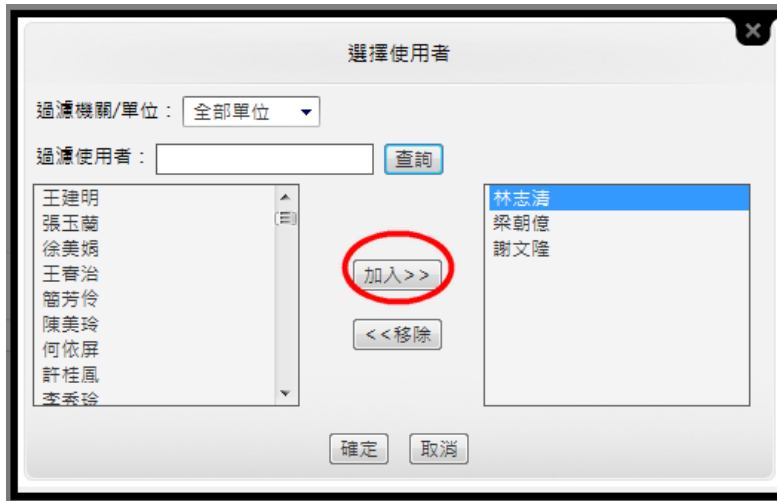 選擇使用者
過濾機關/單位： 全部單位
過濾使用者： 查詢
王建明
張玉蘭
徐美娟
王春治
簡芳伶
陳美玲
何依屏
許桂鳳
李秀玲
加入>>
<<移除
林志清
梁朝億
謝文隆
確定 取消